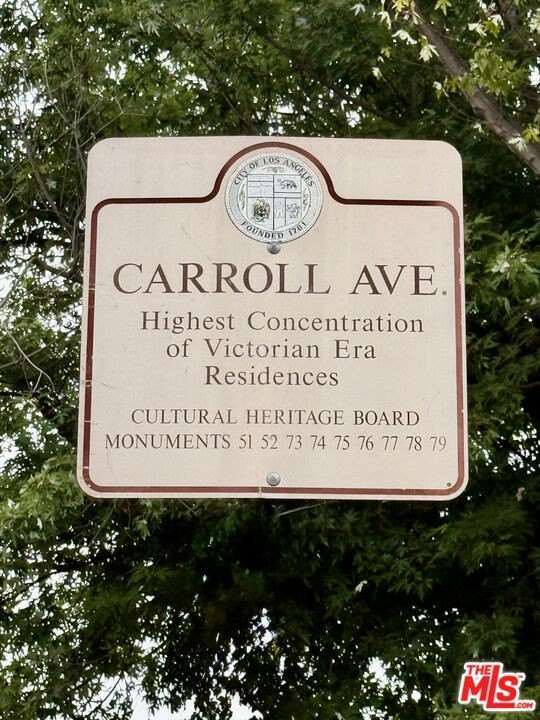 CITY OF LOS ANGELES
FOUNDED 1781
CARROLL AVE.
Highest Concentration
of Victorian Era
Residences
CULTURAL HERITAGE BOARD
MONUMENTS 51 52 73 74 75 76 77 78 79
THE
MLS
.COM